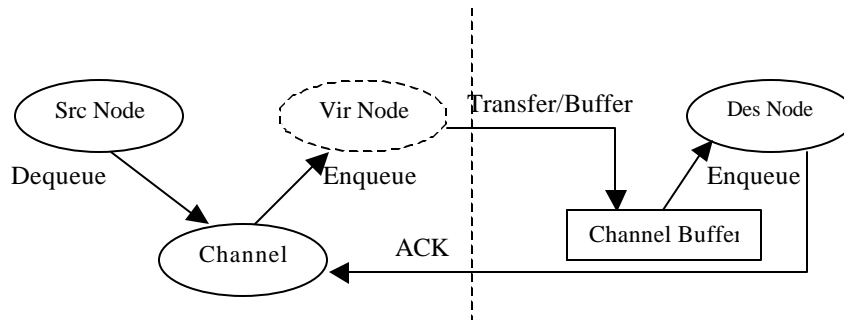 Src Node
Vir Node
Transfer/Buffer
Des Node
Dequeue
Enqueue
Enqueue
Channel Buffer
Channel
ACK